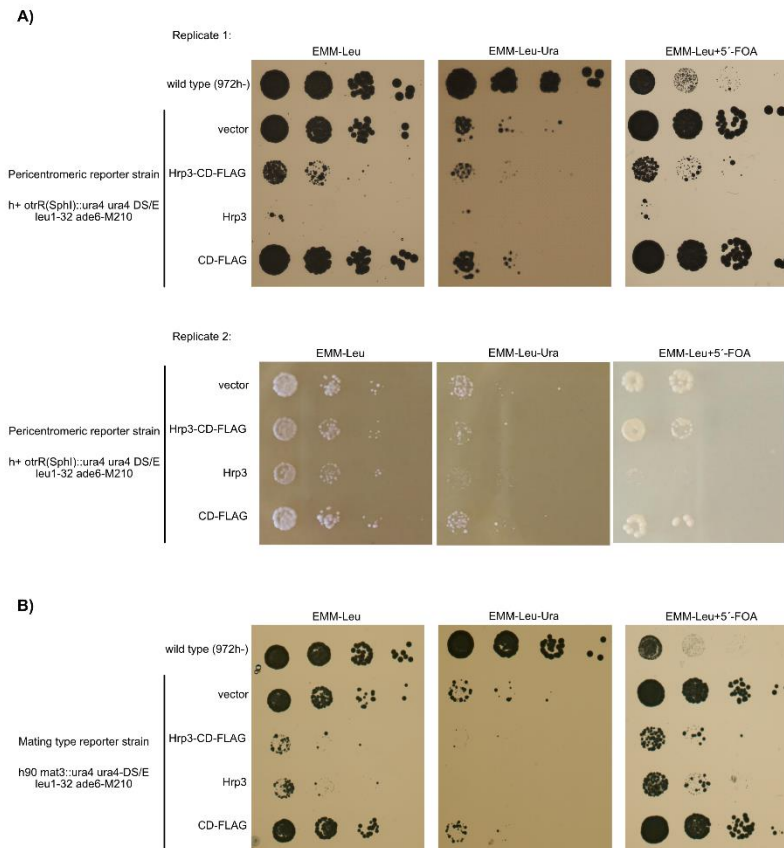 A)
Replicate 1:
EMM-Leu
EMM-Leu-Ura
EMM-Leu+5´-FOA
wild type (972h-)
vector
Hrp3-CD-FLAG
Hrp3
CD-FLAG
Pericentromeric reporter strain
h+ otrR(SphI)::ura4 ura4 DS/E
leu1-32 ade6-M210
Replicate 2:
EMM-Leu
EMM-Leu-Ura
EMM-Leu+5´-FOA
vector
Hrp3-CD-FLAG
Hrp3
CD-FLAG
Pericentromeric reporter strain
h+ otrR(SphI)::ura4 ura4 DS/E
leu1-32 ade6-M210
B)
EMM-Leu
EMM-Leu-Ura
EMM-Leu+5´-FOA
wild type (972h-)
vector
Hrp3-CD-FLAG
Hrp3
CD-FLAG
Mating type reporter strain
h90 mat3::ura4 ura4-DS/E
leu1-32 ade6-M210